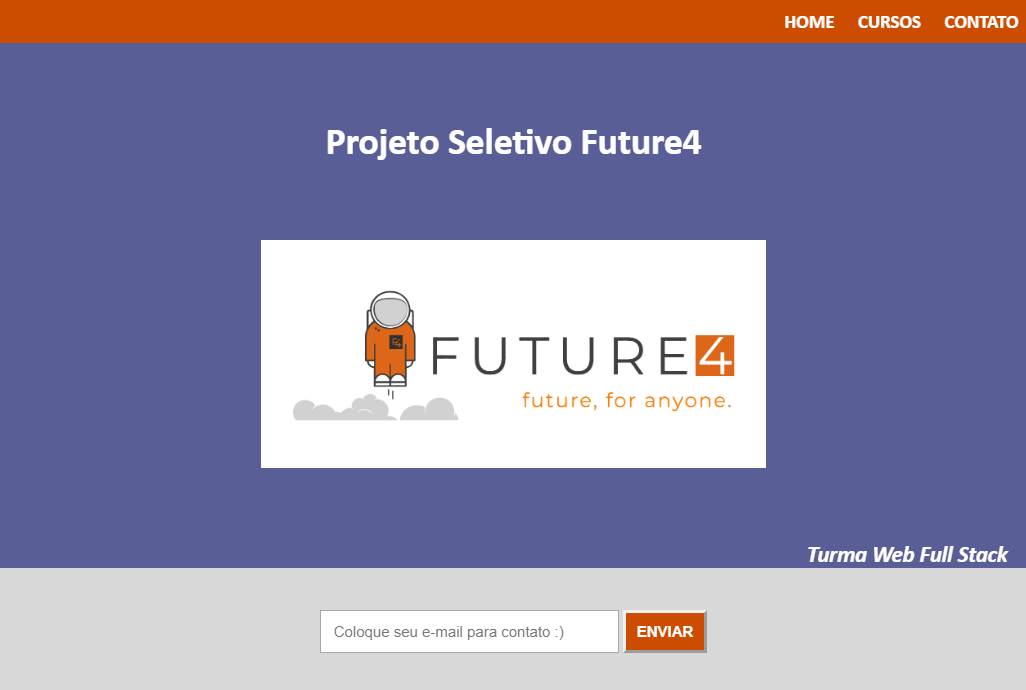 HOME CURSOS CONTATO
Projeto Seletivo Future4
F4
FUTURE4
future, for anyone.
Turma Web Full Stack
Coloque seu e-mail para contato :) ENVIAR